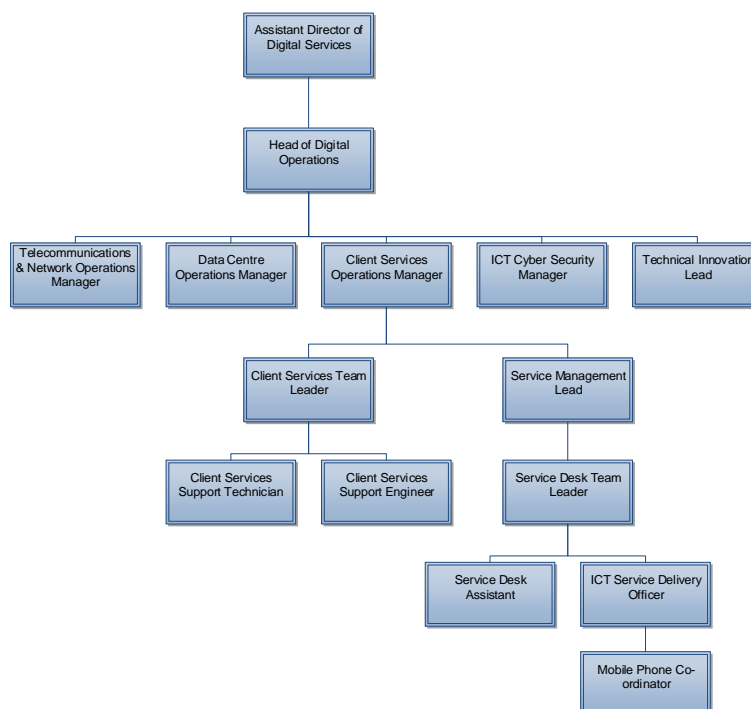 Assistant Director of
Digital Services
Head of Digital
Operations
Telecommunications
& Network Operations
Manager
Data Centre
Operations Manager
Client Services
Operations Manager
ICT Cyber Security
Manager
Technical Innovation
Lead
Client Services Team
Leader
Service Management
Lead
Client Services
Support Technician
Client Services
Support Engineer
Service Desk Team
Leader
Service Desk
Assistant
ICT Service Delivery
Officer
Mobile Phone Co-
ordinator